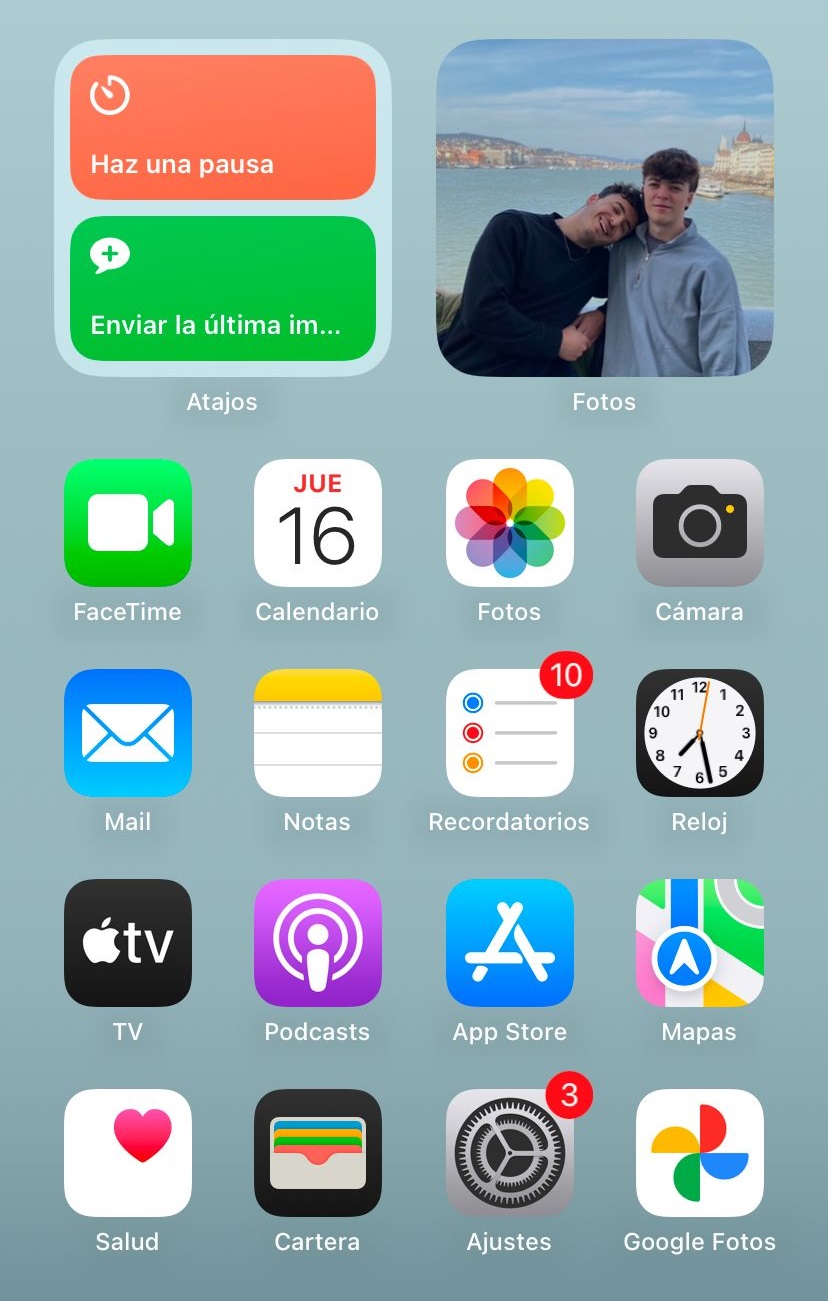 Haz una pausa
Enviar la última im...
Atajos
Fotos
JUE
16
FaceTime
Calendario
Fotos
Cámara
10
12
1
2
3
4
5
6
7
8
9
10
11
Mail
Notas
Recordatorios
Reloj
tv
TV
Podcasts
App Store
Mapas
3
Salud
Cartera
Ajustes
Google Fotos